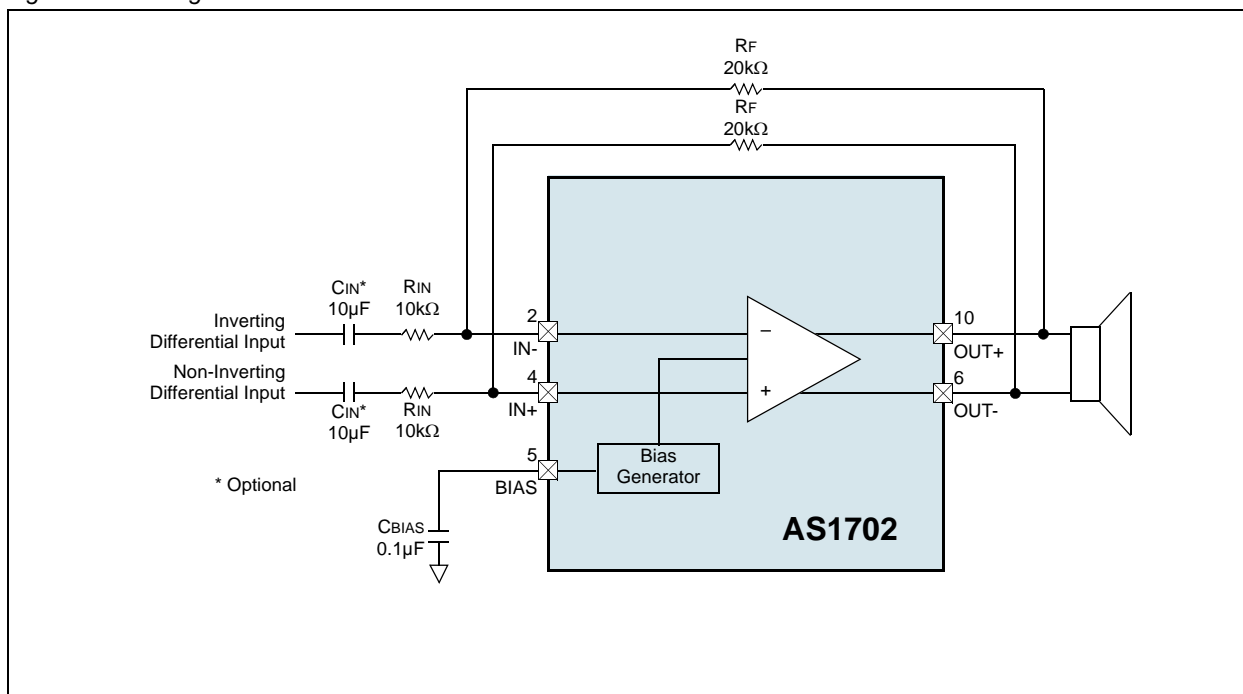 RF
20kΩ
RF
20kΩ
CIN*
10µF
RIN
10kΩ
Inverting
Differential Input
2
IN-
–
10
OUT+
Non-Inverting
Differential Input
CIN*
10µF
RIN
10kΩ
4
IN+
+
6
OUT-
5
BIAS
Bias
Generator
* Optional
CBIAS
0.1µF
AS1702